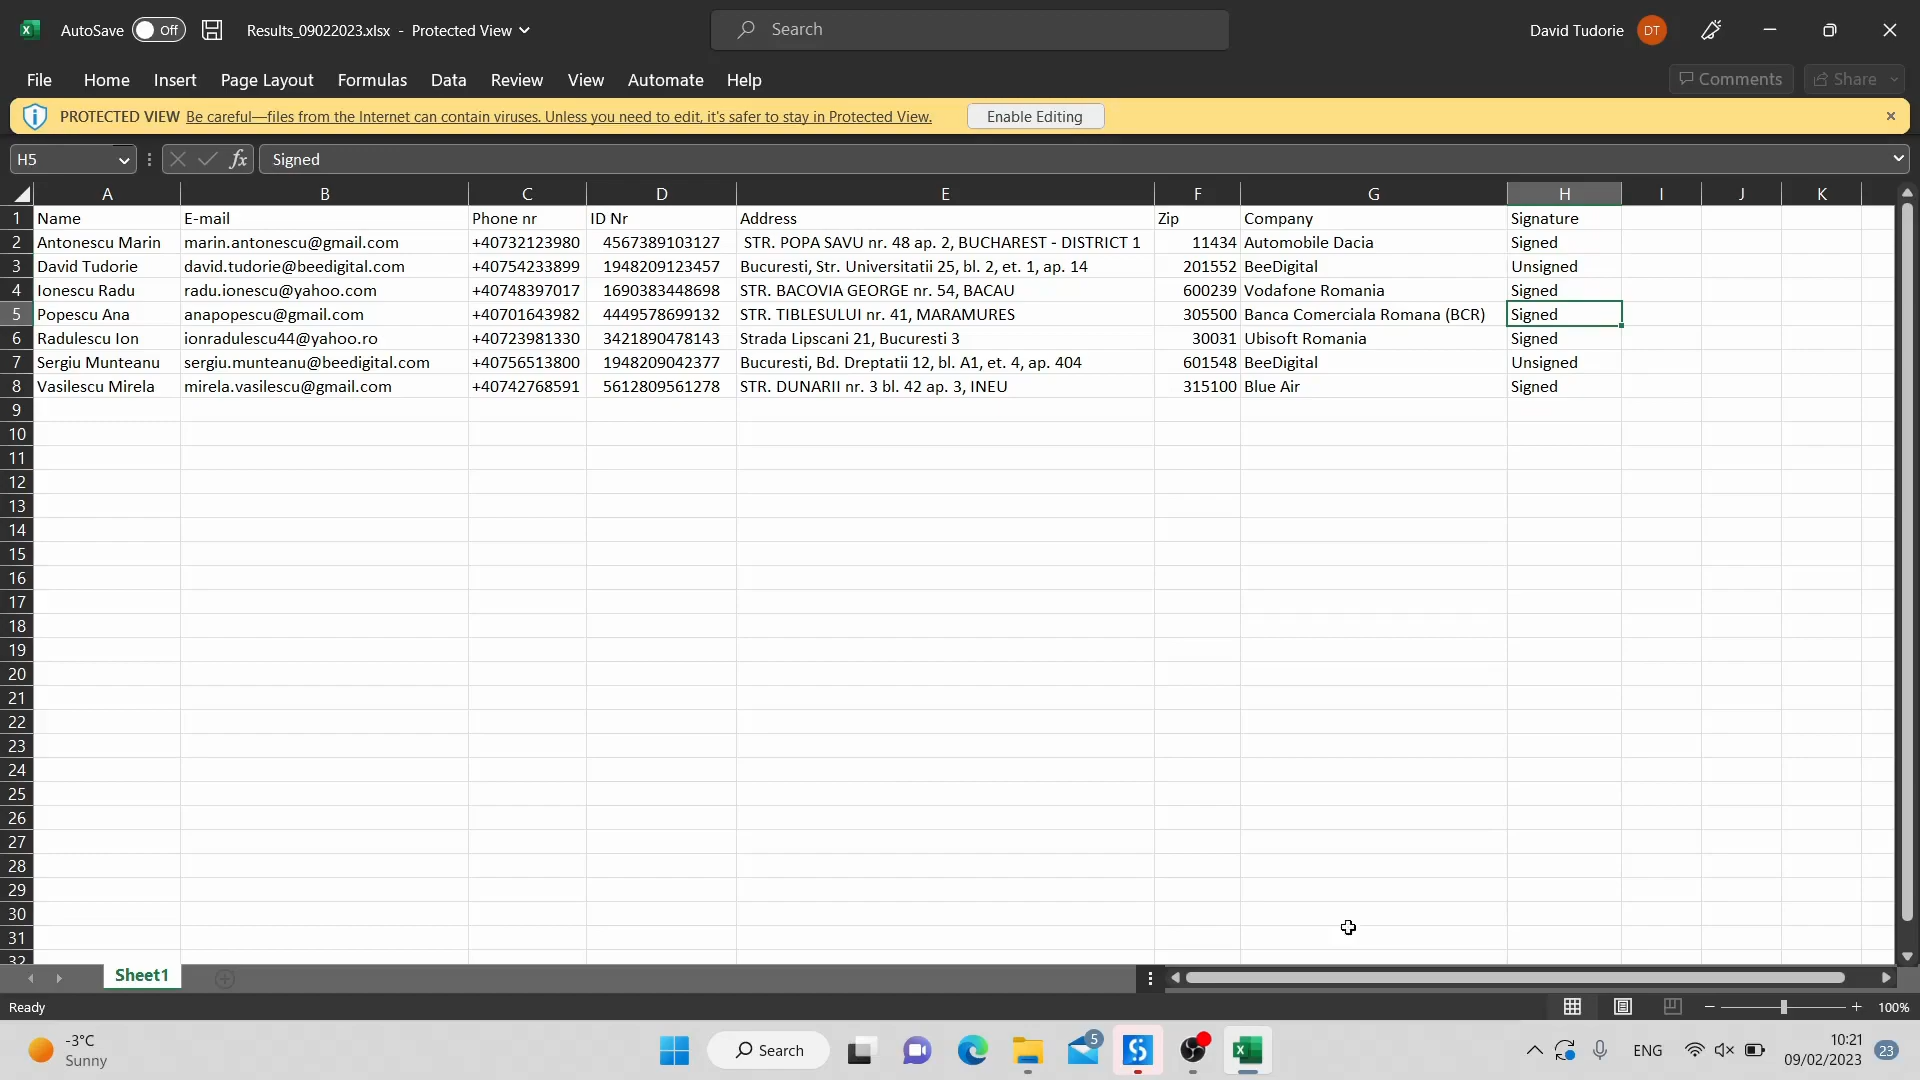 AutoSave Off Results_09022023.xlsx - Protected View Search David Tudorie DT
File Home Insert Page Layout Formulas Data Review View Automate Help Comments Share
PROTECTED VIEW Be careful—files from the Internet can contain viruses. Unless you need to edit, it's safer to stay in Protected View. Enable Editing
H5 fx Signed
A B C D E F G H I J K
1 Name E-mail Phone nr ID Nr Address Zip Company Signature
2 Antonescu Marin marin.antonescu@gmail.com +40732123980 4567389103127 STR. POPA SAVU nr. 48 ap. 2, BUCHAREST - DISTRICT 1 11434 Automobile Dacia Signed
3 David Tudorie david.tudorie@beedigital.com +40754233899 1948209123457 Bucuresti, Str. Universitatii 25, bl. 2, et. 1, ap. 14 201552 BeeDigital Unsigned
4 Ionescu Radu radu.ionescu@yahoo.com +40748397017 1690383448698 STR. BACOVIA GEORGE nr. 54, BACAU 600239 Vodafone Romania Signed
5 Popescu Ana anapopescu@gmail.com +40701643982 4449578699132 STR. TIBLESULUI nr. 41, MARAMURES 305500 Banca Comerciala Romana (BCR) Signed
6 Radulescu Ion ionradulescu44@yahoo.ro +40723981330 3421890478143 Strada Lipscani 21, Bucuresti 3 30031 Ubisoft Romania Signed
7 Sergiu Munteanu sergiu.munteanu@beedigital.com +40756513800 1948209042377 Bucuresti, Bd. Dreptatii 12, bl. A1, et. 4, ap. 404 601548 BeeDigital Unsigned
8 Vasilescu Mirela mirela.vasilescu@gmail.com +40742768591 5612809561278 STR. DUNARII nr. 3 bl. 42 ap. 3, INEU 315100 Blue Air Signed
9
10
11
12
13
14
15
16
17
18
19
20
21
22
23
24
25
26
27
28
29
30
31
32
Sheet1
Ready 100%
-3°C Search 5 ENG 10:21
Sunny 09/02/2023 23